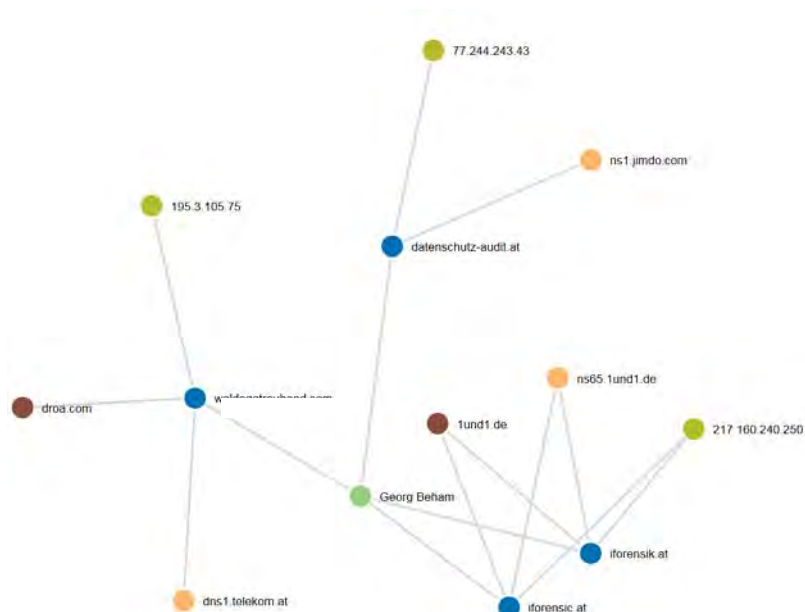 77.244.243.43
ns1.jimdo.com
195.3.105.75
datenschutz-audit.at
ns65.1und1.de
droa.com
1und1.de
217.160.240.250
Georg Beham
iforensik.at
dns1.telekom.at
iforensic.at